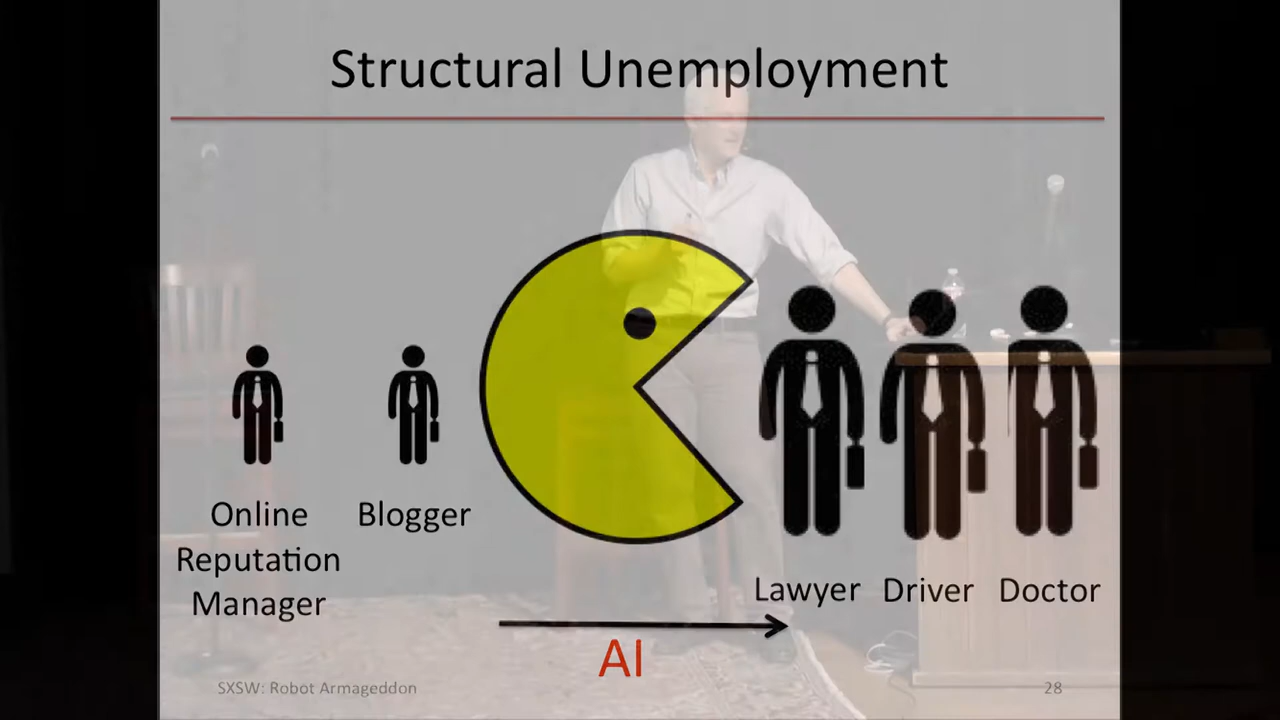 Structural Unemployment
Online
Reputation
Manager
Blogger
Lawyer
Driver
Doctor
AI
SXSW: Robot Armageddon
28